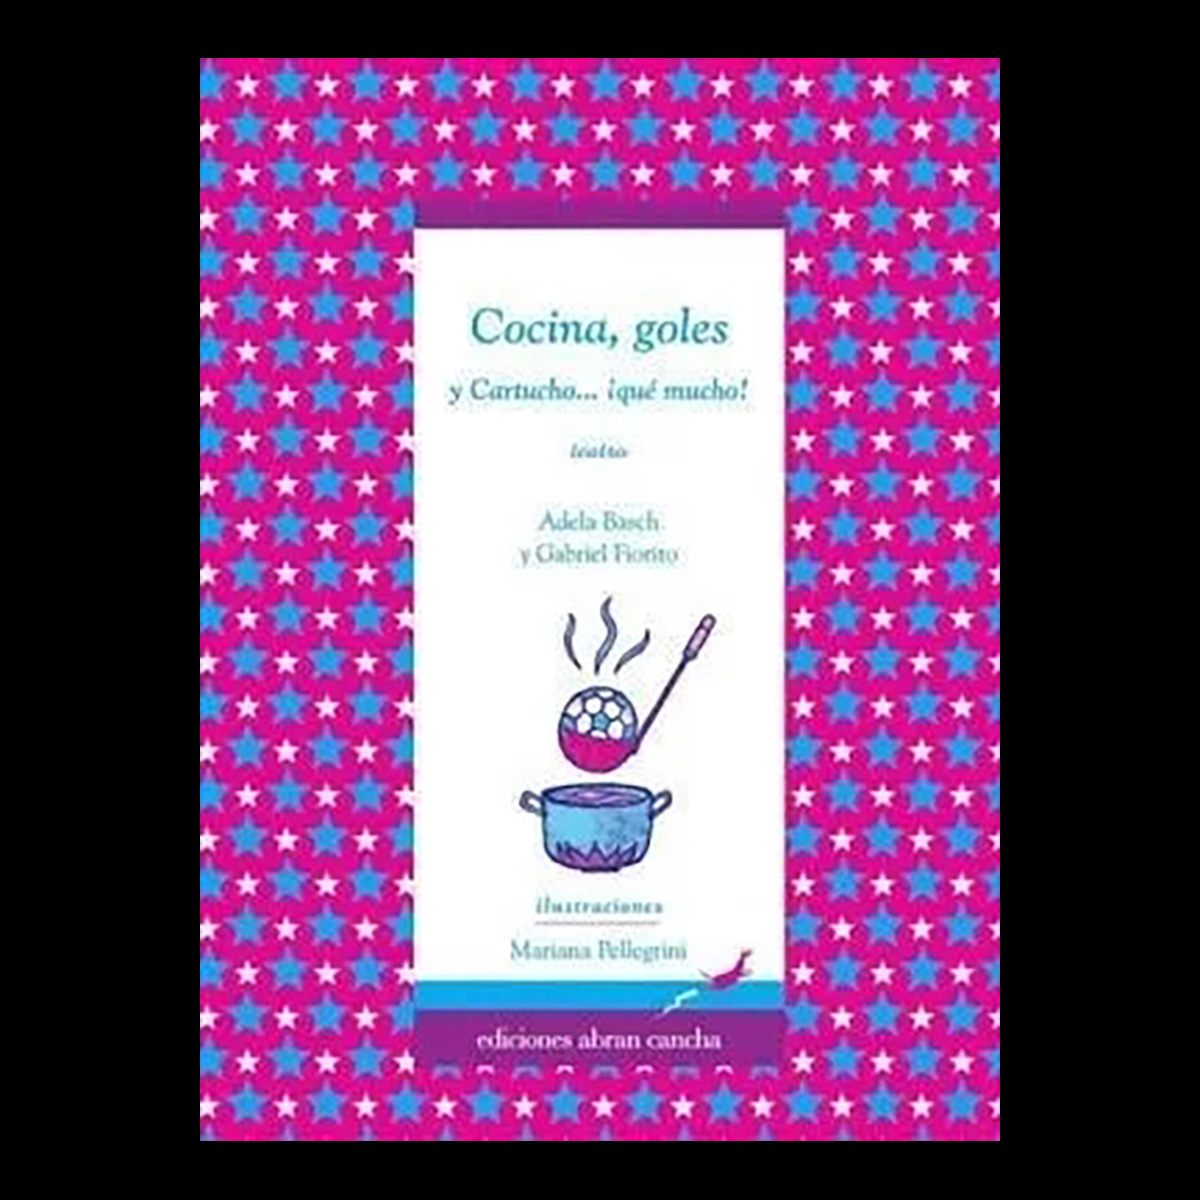 Cocina, goles
y Cartucho... ¡qué mucho!
teatro
Adela Basch
y Gabriel Fiorito
ilustraciones
Mariana Pellegrini
ediciones abran cancha